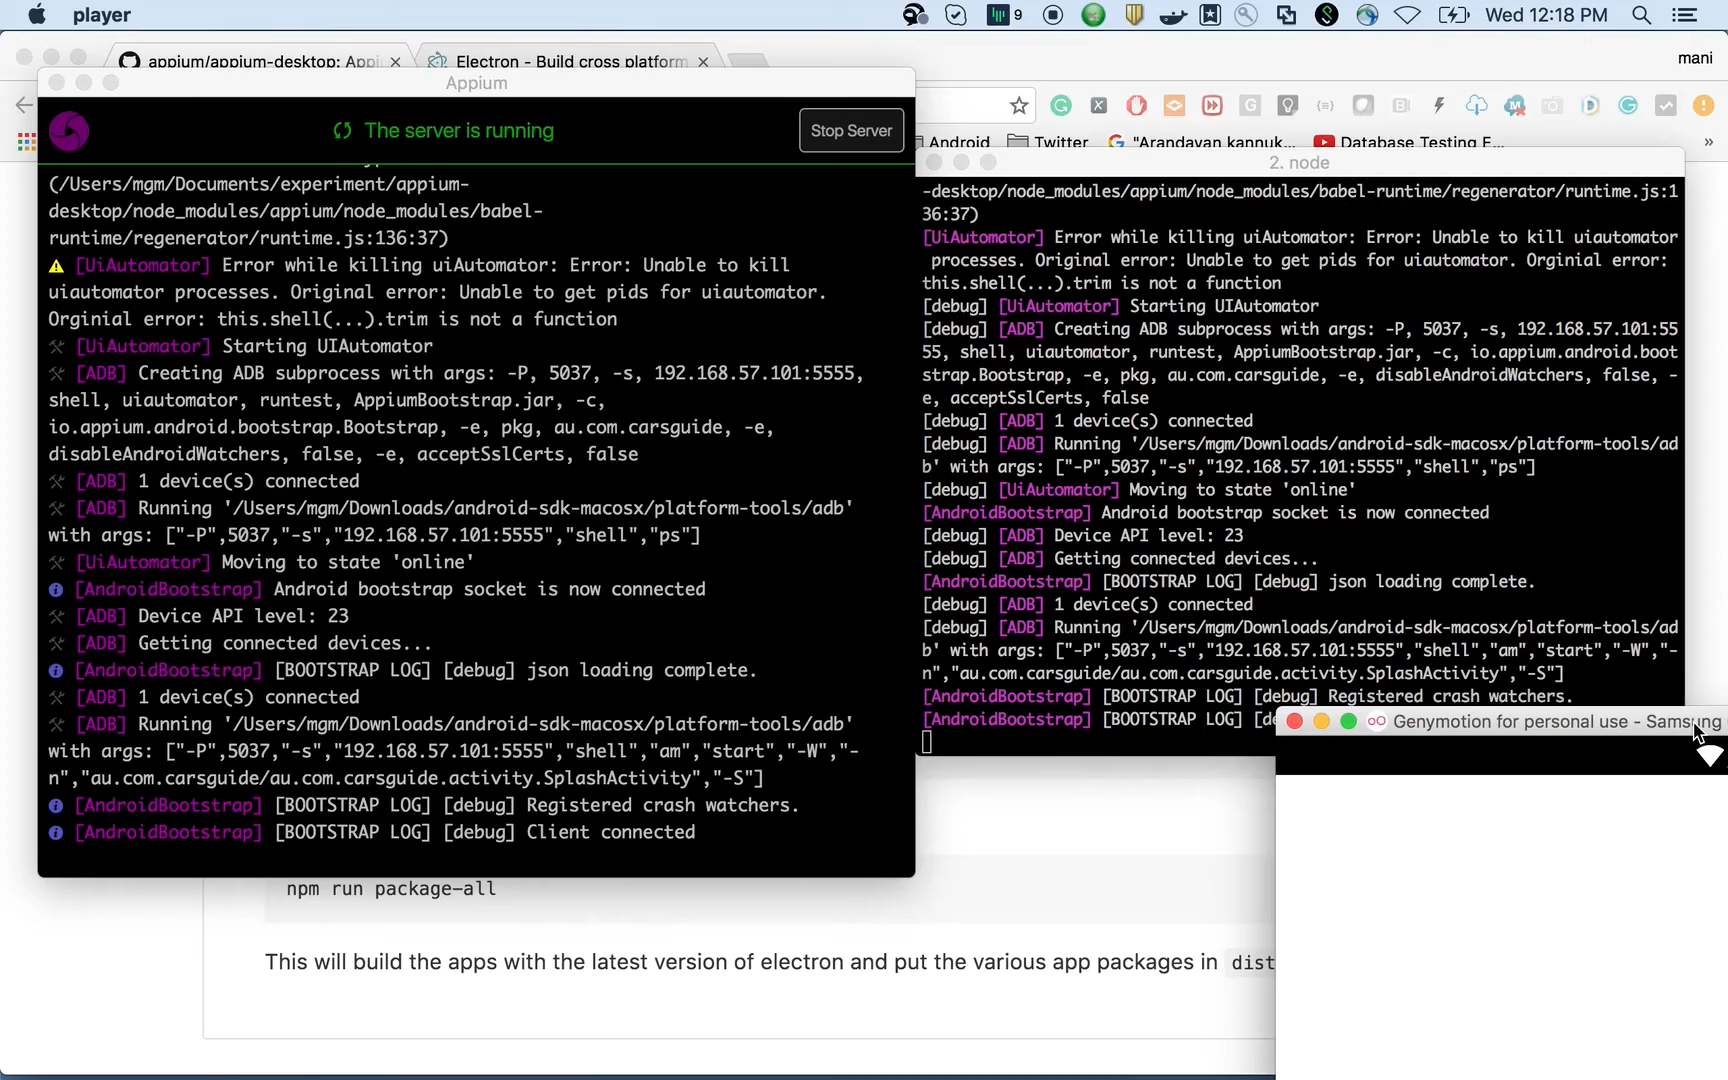 player
9
Wed 12:18 PM
appium/appium-desktop: Appi
Electron - Build cross platform
mani
Appium
The server is running
Stop Server
Android
Twitter
"Arandavan kannuk...
Database Testing E...
»
(/Users/mgm/Documents/experiment/appium-
desktop/node_modules/appium/node_modules/babel-
runtime/regenerator/runtime.js:136:37)
[UiAutomator] Error while killing uiAutomator: Error: Unable to kill
uiautomator processes. Original error: Unable to get pids for uiautomator.
Orginial error: this.shell(...).trim is not a function
[UiAutomator] Starting UIAutomator
[ADB] Creating ADB subprocess with args: -P, 5037, -s, 192.168.57.101:5555,
shell, uiautomator, runtest, AppiumBootstrap.jar, -c,
io.appium.android.bootstrap.Bootstrap, -e, pkg, au.com.carsguide, -e,
disableAndroidWatchers, false, -e, acceptSslCerts, false
[ADB] 1 device(s) connected
[ADB] Running '/Users/mgm/Downloads/android-sdk-macosx/platform-tools/adb'
with args: ["-P",5037,"-s","192.168.57.101:5555","shell","ps"]
[UiAutomator] Moving to state 'online'
[AndroidBootstrap] Android bootstrap socket is now connected
[ADB] Device API level: 23
[ADB] Getting connected devices...
[AndroidBootstrap] [BOOTSTRAP LOG] [debug] json loading complete.
[ADB] 1 device(s) connected
[ADB] Running '/Users/mgm/Downloads/android-sdk-macosx/platform-tools/adb'
with args: ["-P",5037,"-s","192.168.57.101:5555","shell","am","start","-W","-
n","au.com.carsguide/au.com.carsguide.activity.SplashActivity","-S"]
[AndroidBootstrap] [BOOTSTRAP LOG] [debug] Registered crash watchers.
[AndroidBootstrap] [BOOTSTRAP LOG] [debug] Client connected
2. node
-desktop/node_modules/appium/node_modules/babel-runtime/regenerator/runtime.js:1
36:37)
[UiAutomator] Error while killing uiAutomator: Error: Unable to kill uiautomator
processes. Original error: Unable to get pids for uiautomator. Orginial error:
this.shell(...).trim is not a function
[debug] [UiAutomator] Starting UIAutomator
[debug] [ADB] Creating ADB subprocess with args: -P, 5037, -s, 192.168.57.101:55
55, shell, uiautomator, runtest, AppiumBootstrap.jar, -c, io.appium.android.boot
strap.Bootstrap, -e, pkg, au.com.carsguide, -e, disableAndroidWatchers, false, -
e, acceptSslCerts, false
[debug] [ADB] 1 device(s) connected
[debug] [ADB] Running '/Users/mgm/Downloads/android-sdk-macosx/platform-tools/ad
b' with args: ["-P",5037,"-s","192.168.57.101:5555","shell","ps"]
[debug] [UiAutomator] Moving to state 'online'
[AndroidBootstrap] Android bootstrap socket is now connected
[debug] [ADB] Device API level: 23
[debug] [ADB] Getting connected devices...
[AndroidBootstrap] [BOOTSTRAP LOG] [debug] json loading complete.
[debug] [ADB] 1 device(s) connected
[debug] [ADB] Running '/Users/mgm/Downloads/android-sdk-macosx/platform-tools/ad
b' with args: ["-P",5037,"-s","192.168.57.101:5555","shell","am","start","-W","-
n","au.com.carsguide/au.com.carsguide.activity.SplashActivity","-S"]
[AndroidBootstrap] [BOOTSTRAP LOG] [debug] Registered crash watchers.
[AndroidBootstrap] [BOOTSTRAP LOG] [de
Genymotion for personal use - Samsung
npm run package-all
This will build the apps with the latest version of electron and put the various app packages in dist